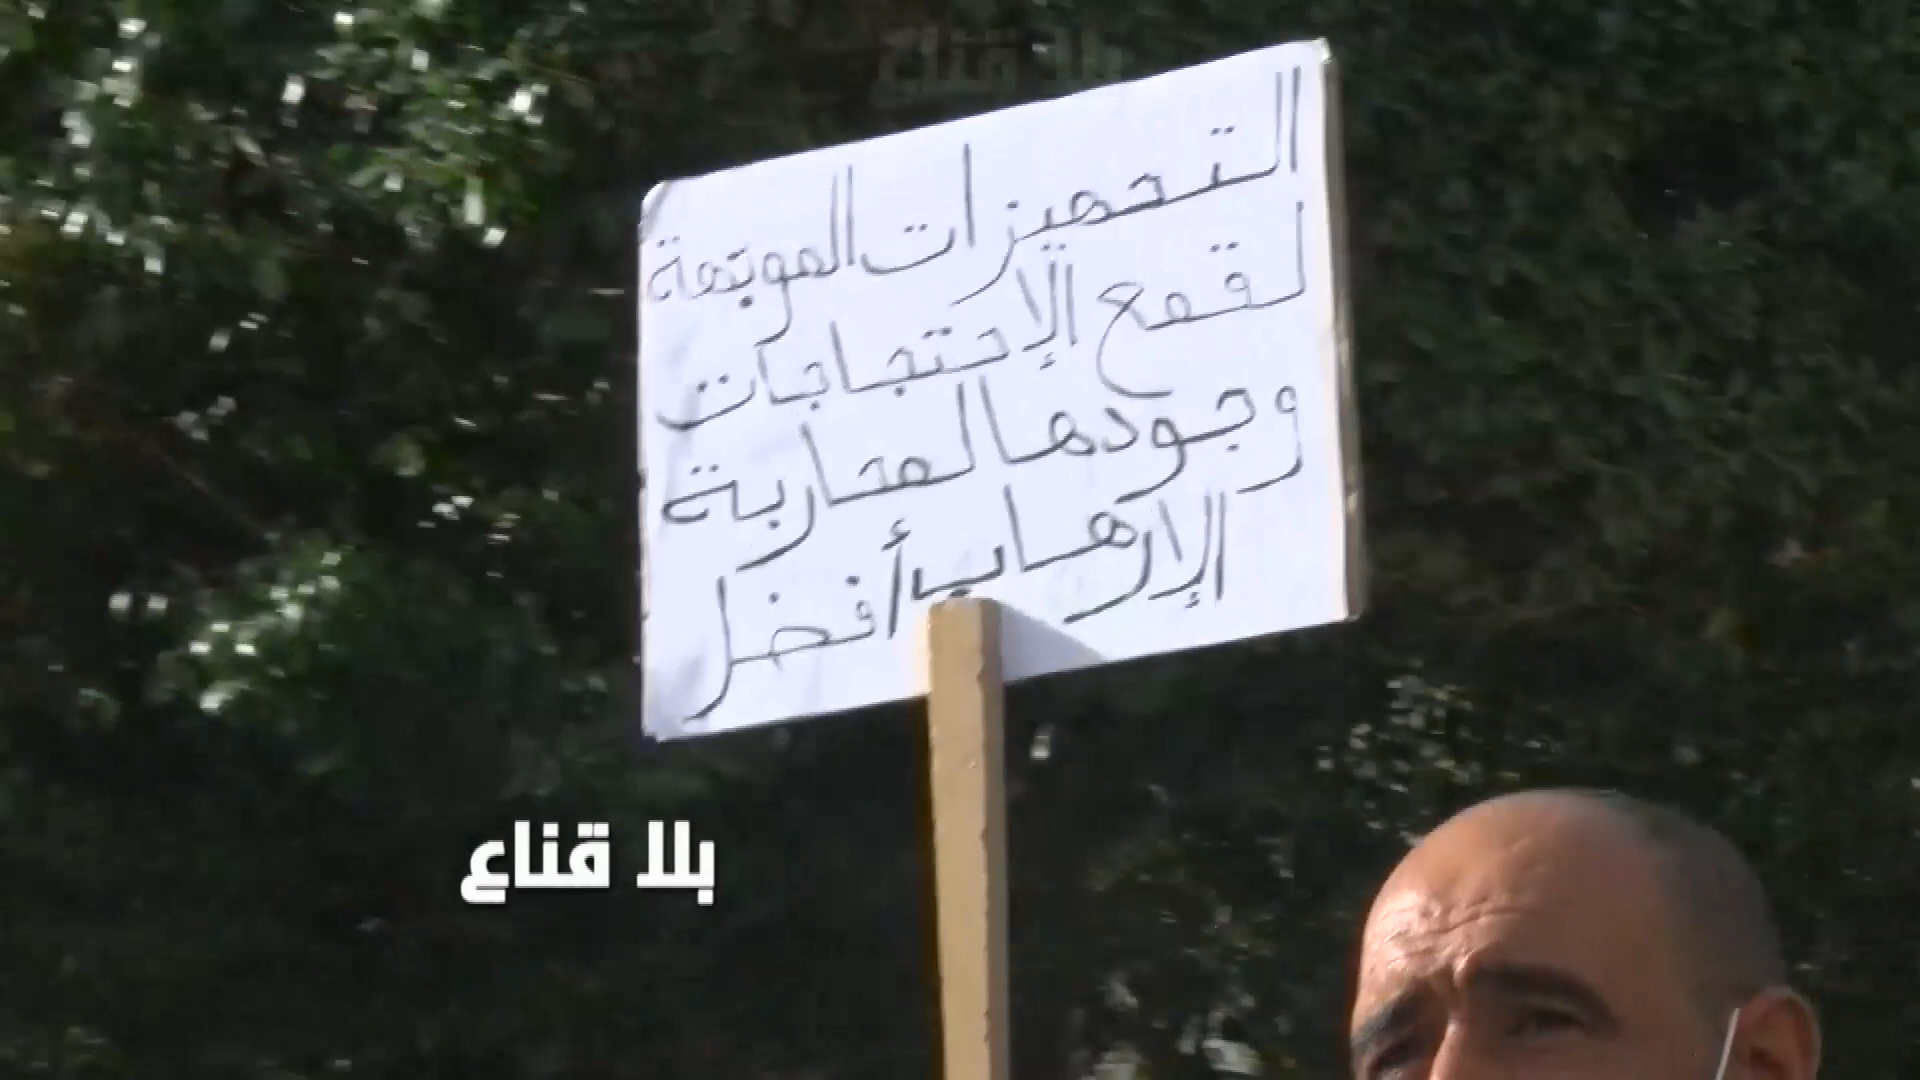 التجهيزات الموجهة
لقمع الإحتجاجات
وجودها لمحاربة
الإرهاب أفضل
بلا قناع